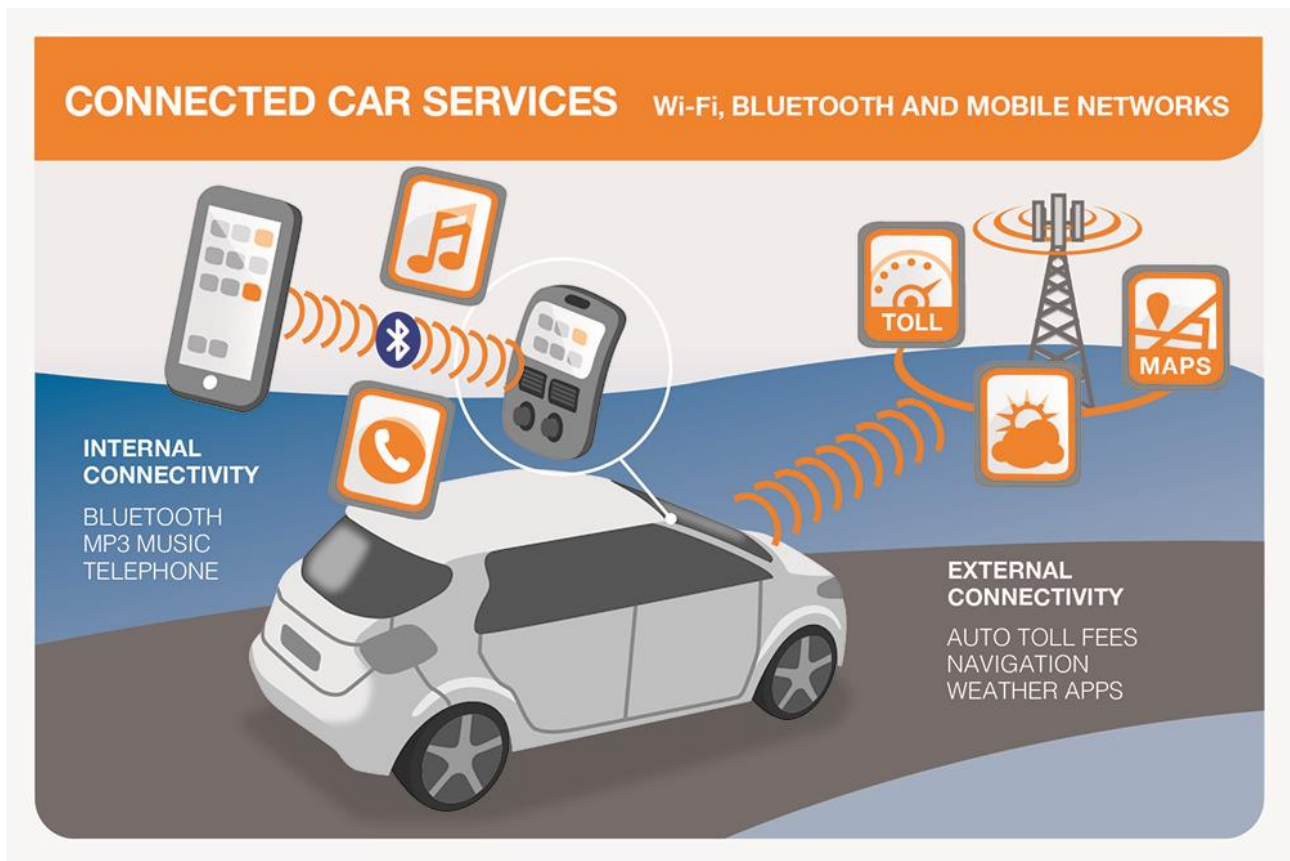 CONNECTED CAR SERVICES Wi-Fi, BLUETOOTH AND MOBILE NETWORKS
TOLL
MAPS
INTERNAL
CONNECTIVITY
BLUETOOTH
MP3 MUSIC
TELEPHONE
EXTERNAL
CONNECTIVITY
AUTO TOLL FEES
NAVIGATION
WEATHER APPS